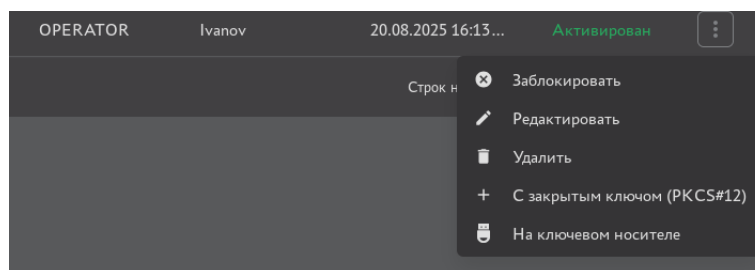 OPERATOR Ivanov 20.08.2025 16:13... Активирован
Строк н
Заблокировать
Редактировать
Удалить
С закрытым ключом (PKCS#12)
На ключевом носителе